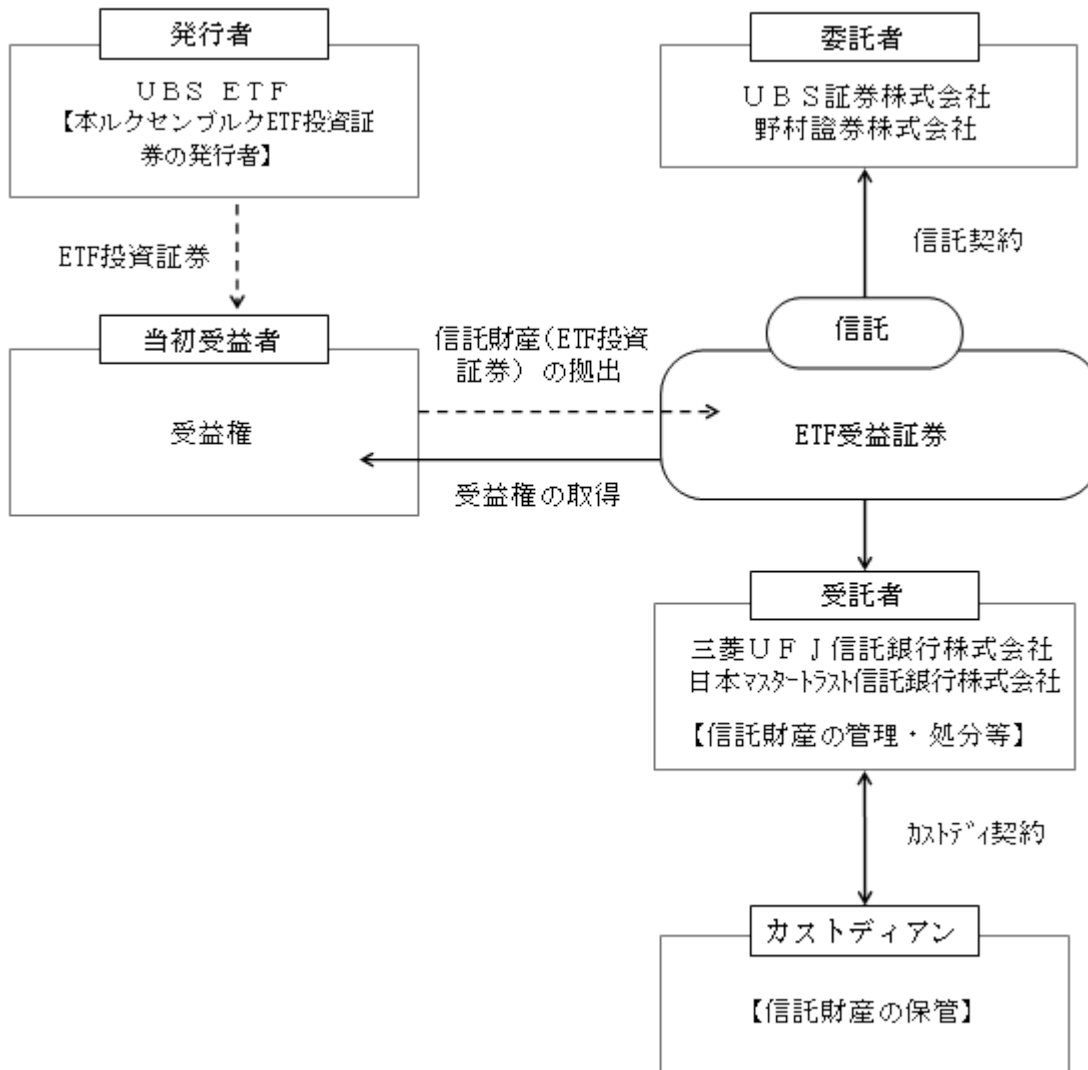 発行者
ＵＢＳ ＥＴＦ
【本ルクセンブルクETF投資証
券の発行者】
委託者
ＵＢＳ証券株式会社
野村證券株式会社
ETF投資証券
信託契約
当初受益者
受益権
信託財産（ETF投資
証券）の拠出
受益権の取得
信託
ETF受益証券
受託者
三菱ＵＦＪ信託銀行株式会社
日本ﾏｽﾀｰﾄﾗｽﾄ信託銀行株式会社
【信託財産の管理・処分等】
ｶｽﾄﾃﾞｨ契約
カストディアン
【信託財産の保管】